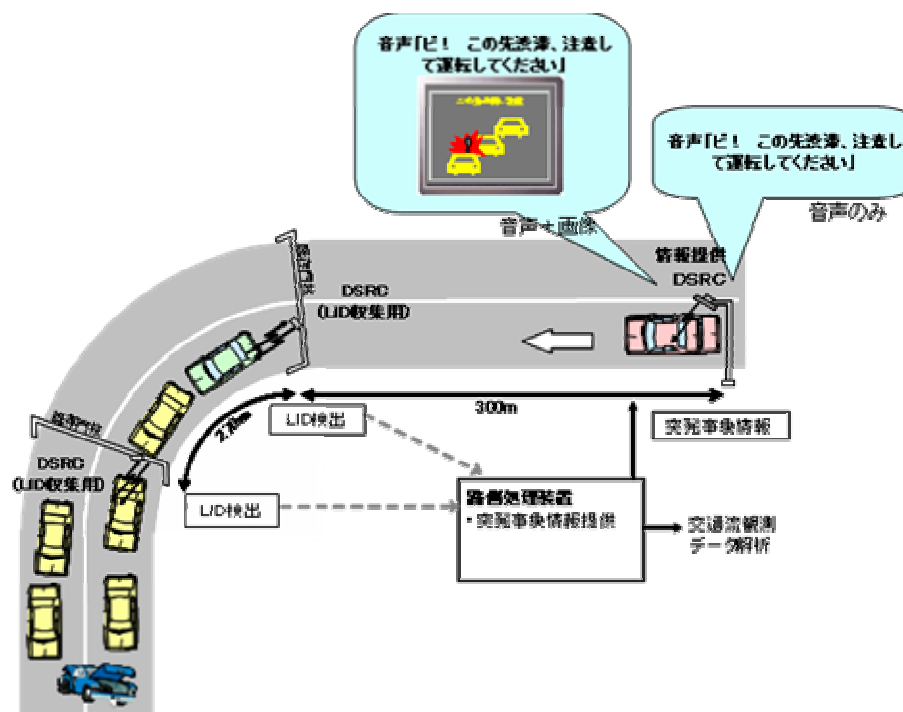 音声「ピ! この先渋滞、注意し
て運転してください」
音声「ピ! この先渋滞、注意し
て運転してください」
音声のみ
音声+画像
情報提供
DSRC
DSRC
(LID収集用)
300m
LID検出
突発事象情報
DSRC
(LID収集用)
LID検出
路側処理装置
・突発事象情報提供
交通流観測
データ解析